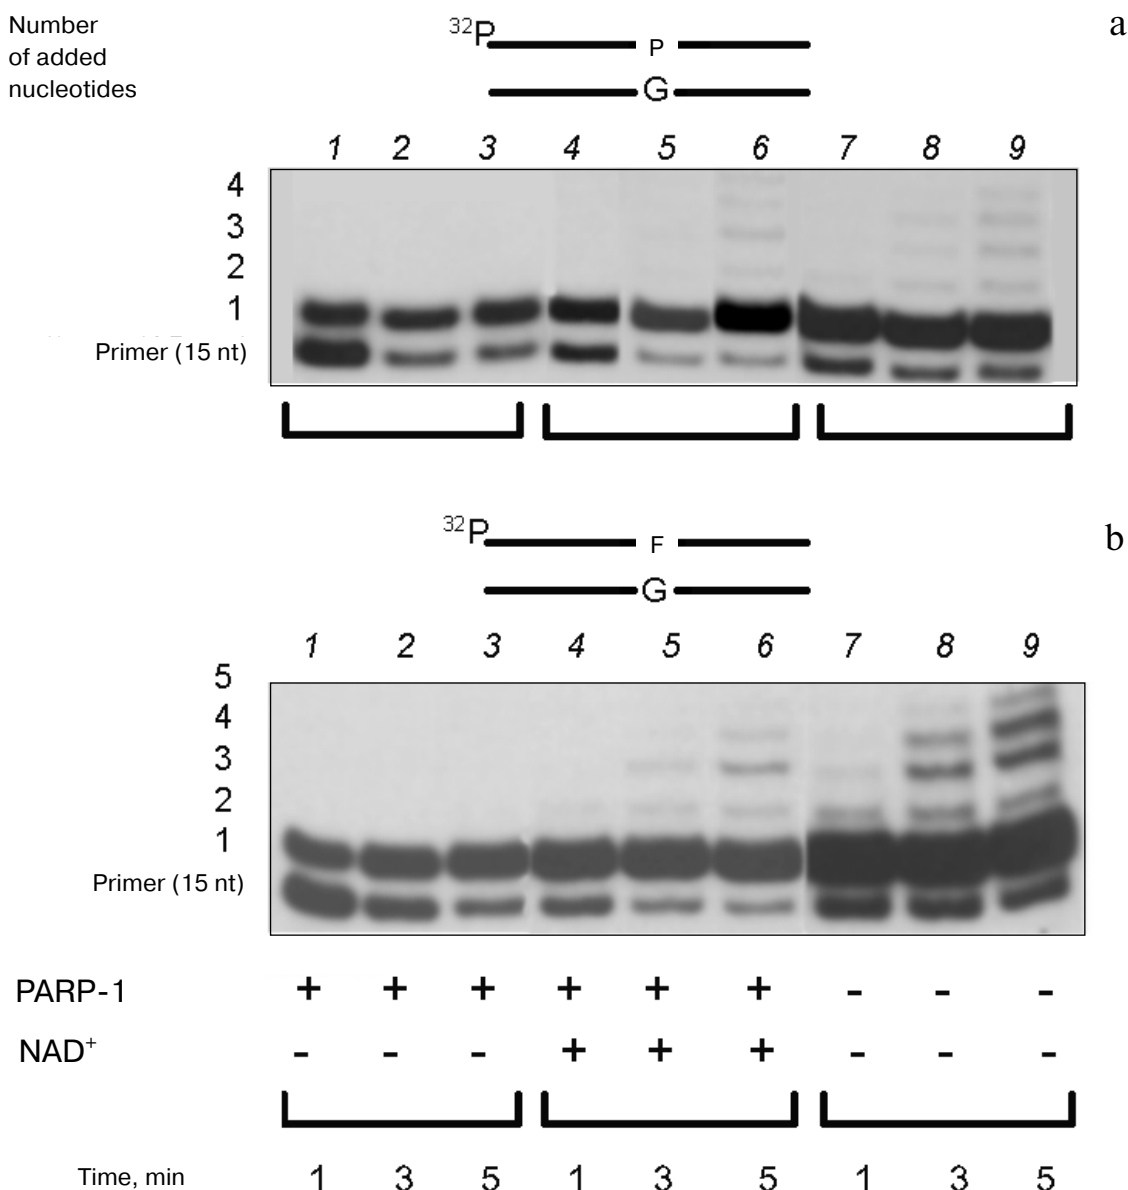 Number
of added
nucleotides
a
³²P
P
G
1 2 3 4 5 6 7 8 9
4
3
2
1
Primer (15 nt)
b
³²P
F
G
1 2 3 4 5 6 7 8 9
5
4
3
2
1
Primer (15 nt)
PARP-1 + + + + + + - - -
NAD⁺ - - - + + + - - -
Time, min 1 3 5 1 3 5 1 3 5